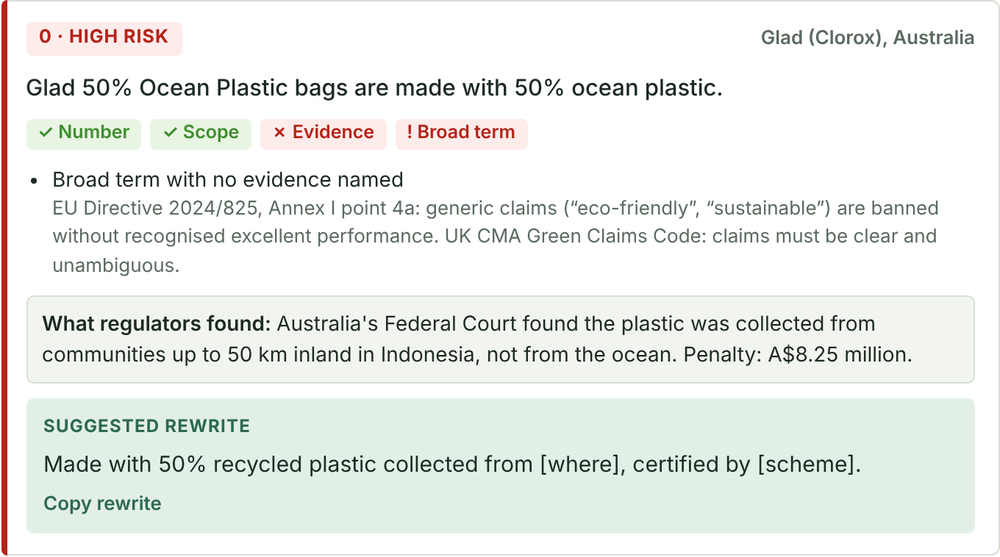 0 · HIGH RISK
Glad (Clorox), Australia
Glad 50% Ocean Plastic bags are made with 50% ocean plastic.
✓ Number ✓ Scope × Evidence ! Broad term
• Broad term with no evidence named
EU Directive 2024/825, Annex I point 4a: generic claims (“eco-friendly”, “sustainable”) are banned
without recognised excellent performance. UK CMA Green Claims Code: claims must be clear and
unambiguous.
What regulators found: Australia's Federal Court found the plastic was collected from
communities up to 50 km inland in Indonesia, not from the ocean. Penalty: A$8.25 million.
SUGGESTED REWRITE
Made with 50% recycled plastic collected from [where], certified by [scheme].
Copy rewrite